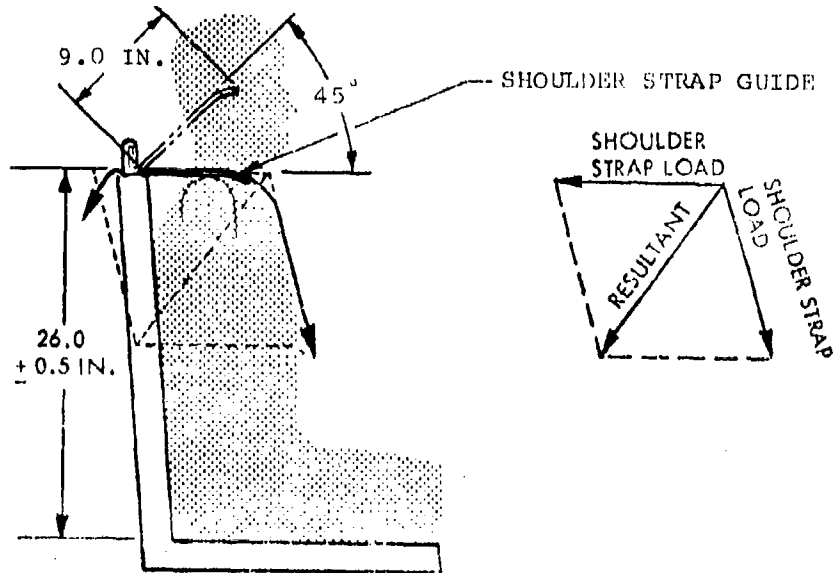 9.0 IN.
45°
SHOULDER STRAP GUIDE
26.0
± 0.5 IN.
SHOULDER
STRAP LOAD
RESULTANT
SHOULDER STRAP
LOAD